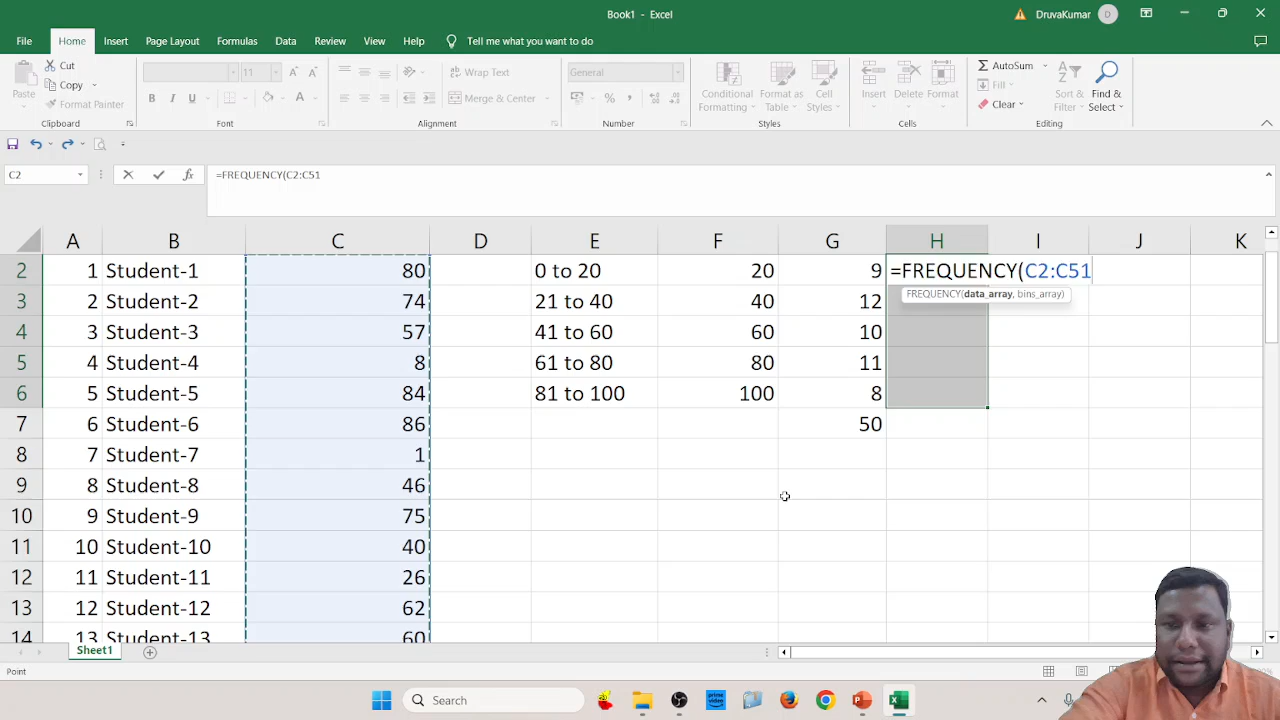 Book1 - Excel
DruvaKumar
D
File
Home
Insert
Page Layout
Formulas
Data
Review
View
Help
Tell me what you want to do
Paste
Cut
Copy
Format Painter
Clipboard
11
B I U
Font
Wrap Text
Merge & Center
Alignment
General
%
Number
Conditional Formatting
Format as Table
Cell Styles
Styles
Insert
Delete
Format
Cells
AutoSum
Fill
Clear
Sort & Filter
Find & Select
Editing
C2
fx
=FREQUENCY(C2:C51
A B C D E F G H I J K
2 1 Student-1 80 0 to 20 20 9 =FREQUENCY(C2:C51
FREQUENCY(data_array, bins_array)
3 2 Student-2 74 21 to 40 40 12
4 3 Student-3 57 41 to 60 60 10
5 4 Student-4 8 61 to 80 80 11
6 5 Student-5 84 81 to 100 100 8
7 6 Student-6 86 50
8 7 Student-7 1
9 8 Student-8 46
10 9 Student-9 75
11 10 Student-10 40
12 11 Student-11 26
13 12 Student-12 62
14 13 Student-13 60
Sheet1
Point
Search